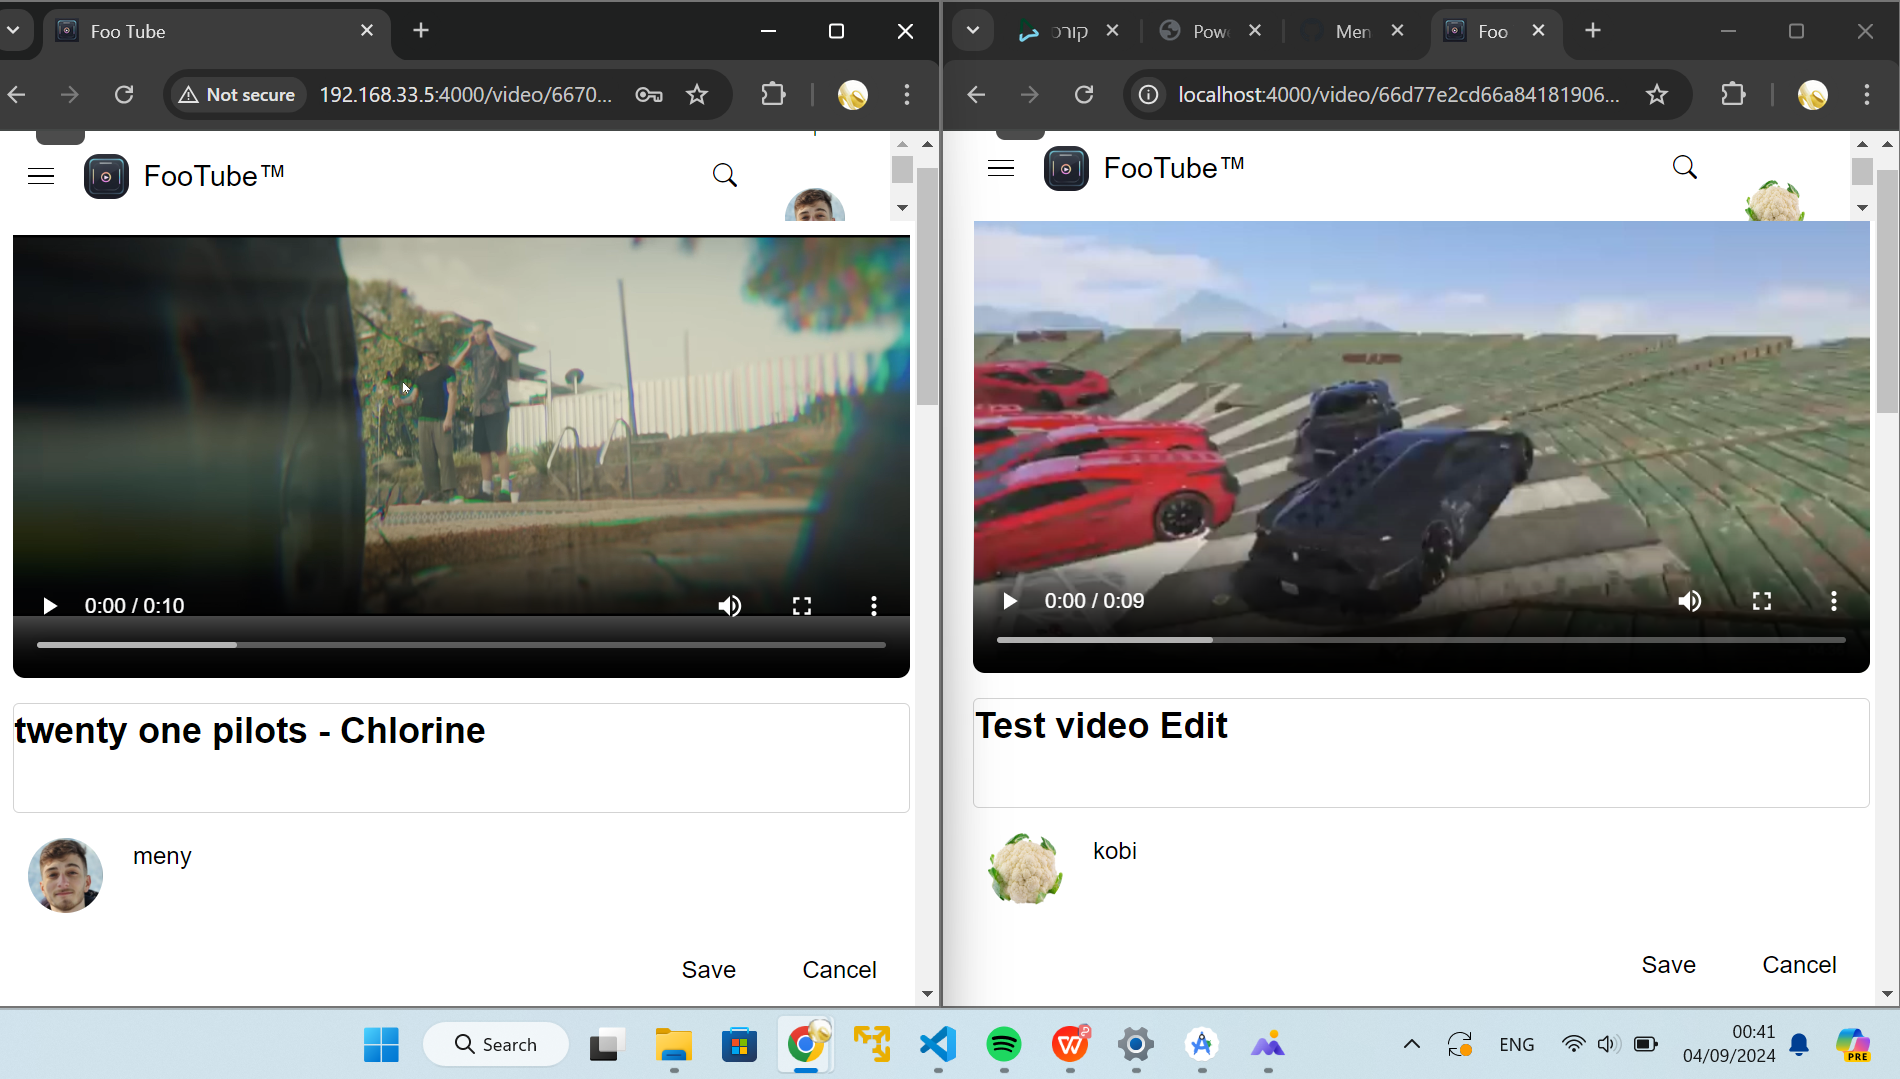 Foo Tube
Not secure
192.168.33.5:4000/video/6670...
FooTube™
0:00 / 0:10
twenty one pilots - Chlorine
meny
Save
Cancel
קורס
Pow
Men
Foo
localhost:4000/video/66d77e2cd66a84181906...
FooTube™
0:00 / 0:09
Test video Edit
kobi
Save
Cancel
Search
ENG
00:41
04/09/2024
PRE